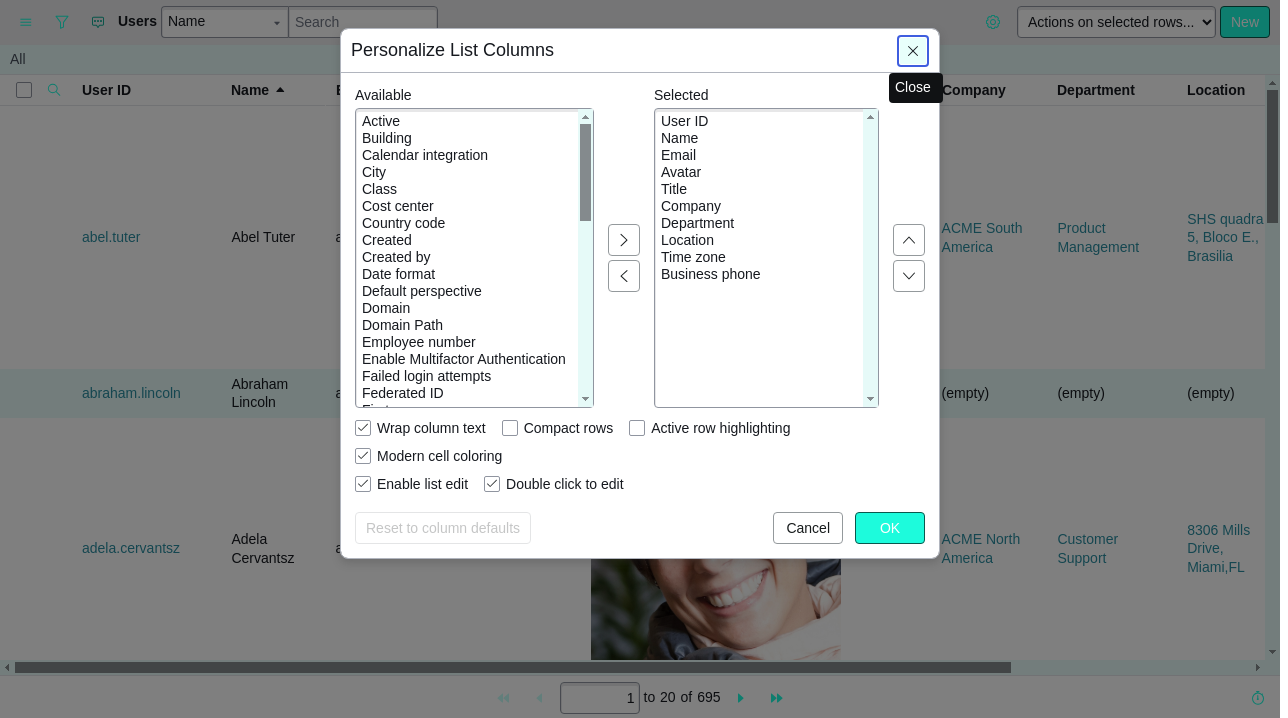 Users
Name
Search
Actions on selected rows...
New
All
User ID
Name
Company
Department
Location
abel.tuter
Abel Tuter
ACME South
America
Product
Management
SHS quadra
5, Bloco E.,
Brasilia
abraham.lincoln
Abraham
Lincoln
(empty)
(empty)
(empty)
adela.cervantsz
Adela
Cervantsz
ACME North
America
Customer
Support
8306 Mills
Drive,
Miami,FL
Personalize List Columns
Close
Available
Active
Building
Calendar integration
City
Class
Cost center
Country code
Created
Created by
Date format
Default perspective
Domain
Domain Path
Employee number
Enable Multifactor Authentication
Failed login attempts
Federated ID
Selected
User ID
Name
Email
Avatar
Title
Company
Department
Location
Time zone
Business phone
Wrap column text
Compact rows
Active row highlighting
Modern cell coloring
Enable list edit
Double click to edit
Reset to column defaults
Cancel
OK
1 to 20 of 695